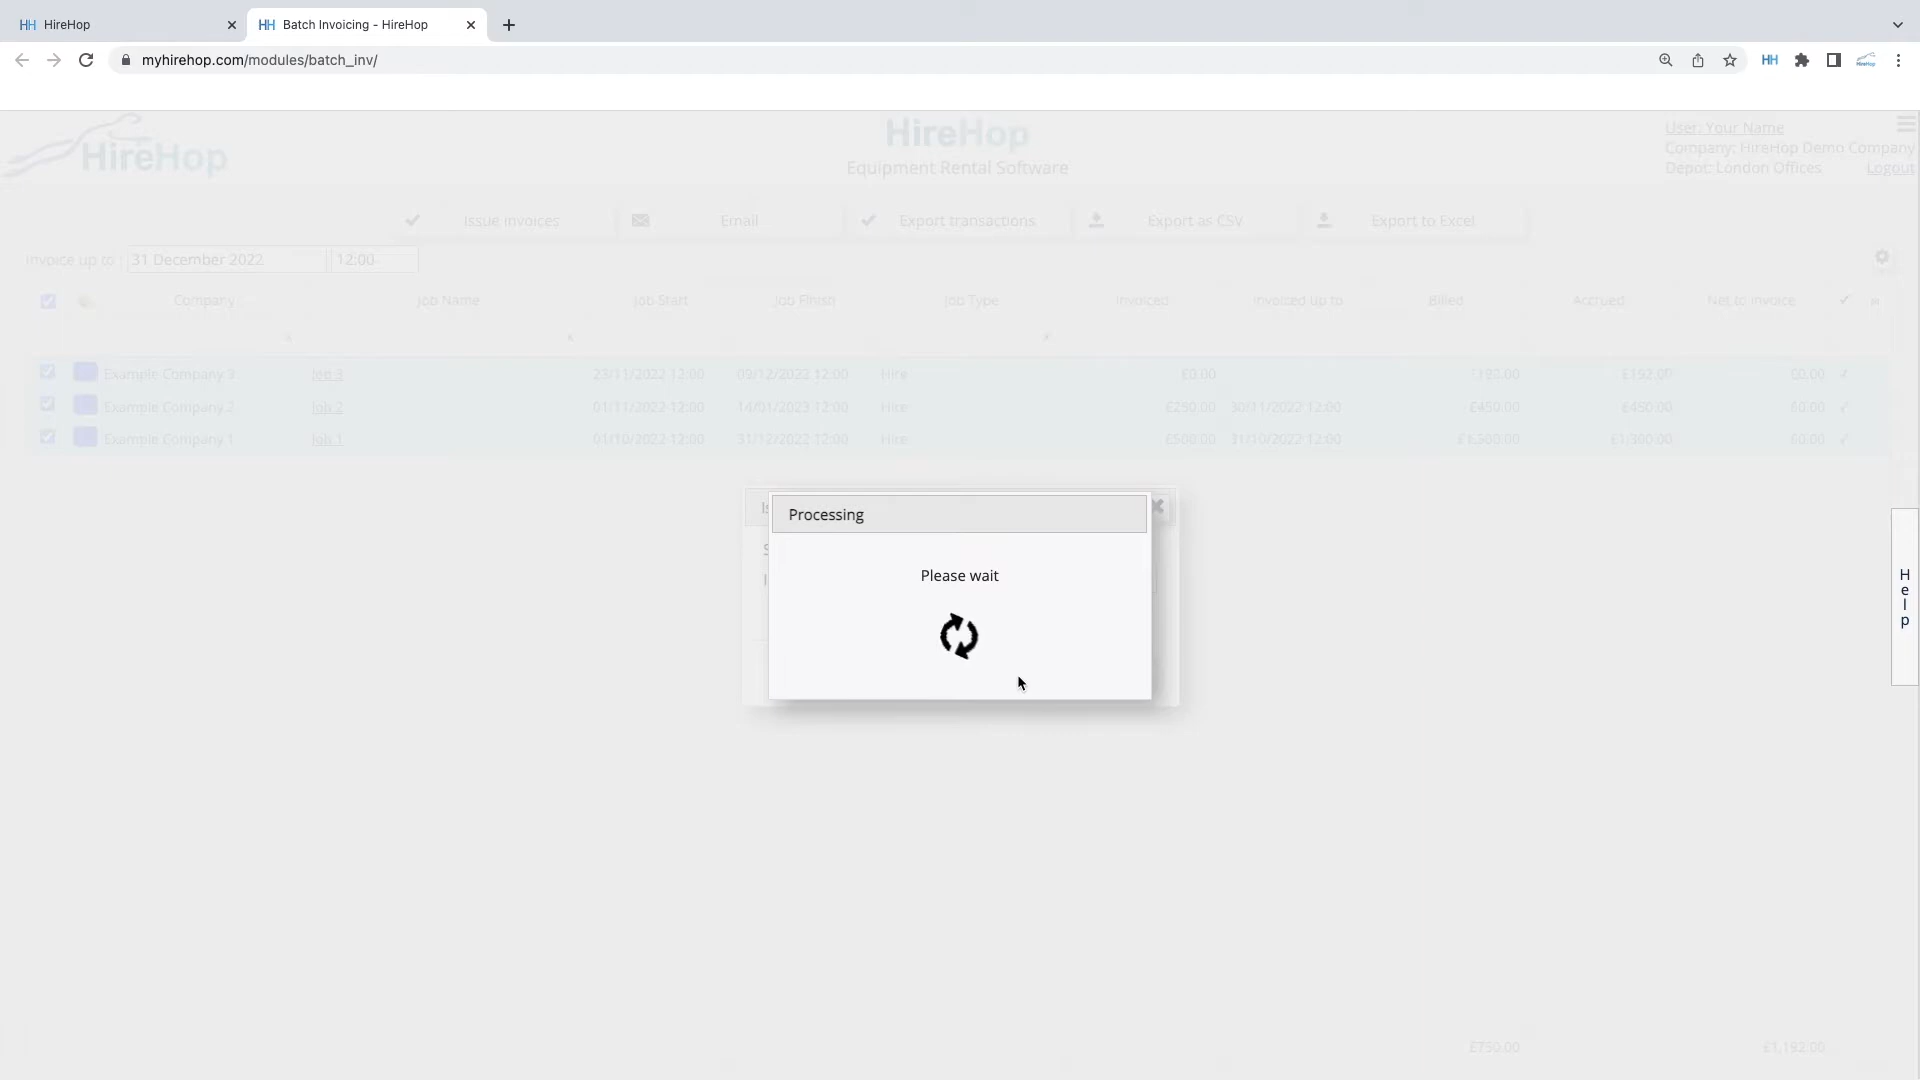 HireHop
Batch Invoicing - HireHop
myhirehop.com/modules/batch_inv/
HH
HireHop
HireHop
Equipment Rental Software
User: Your Name
Company: HireHop Demo Company
Depot: London Offices
Logout
Issue invoices
Email
Export transactions
Export as CSV
Export to Excel
Invoice up to :
31 December 2022
12:00
Company
Job Name
Job Start
Job Finish
Job Type
Invoiced
Invoiced up to
Billed
Accrued
Net to invoice
Example Company 3 Job 3 23/11/2022 12:00 09/12/2022 12:00 Hire £0.00 £192.00 £0.00
Example Company 2 Job 2 01/11/2022 12:00 14/01/2023 12:00 Hire £250.00 30/11/2022 12:00 £450.00 £450.00 £0.00
Example Company 1 Job 1 01/10/2022 12:00 31/12/2022 12:00 Hire £500.00 31/10/2022 12:00 £1,300.00 £1,300.00 £0.00
Processing
Please wait
Help
£750.00
£1,192.00